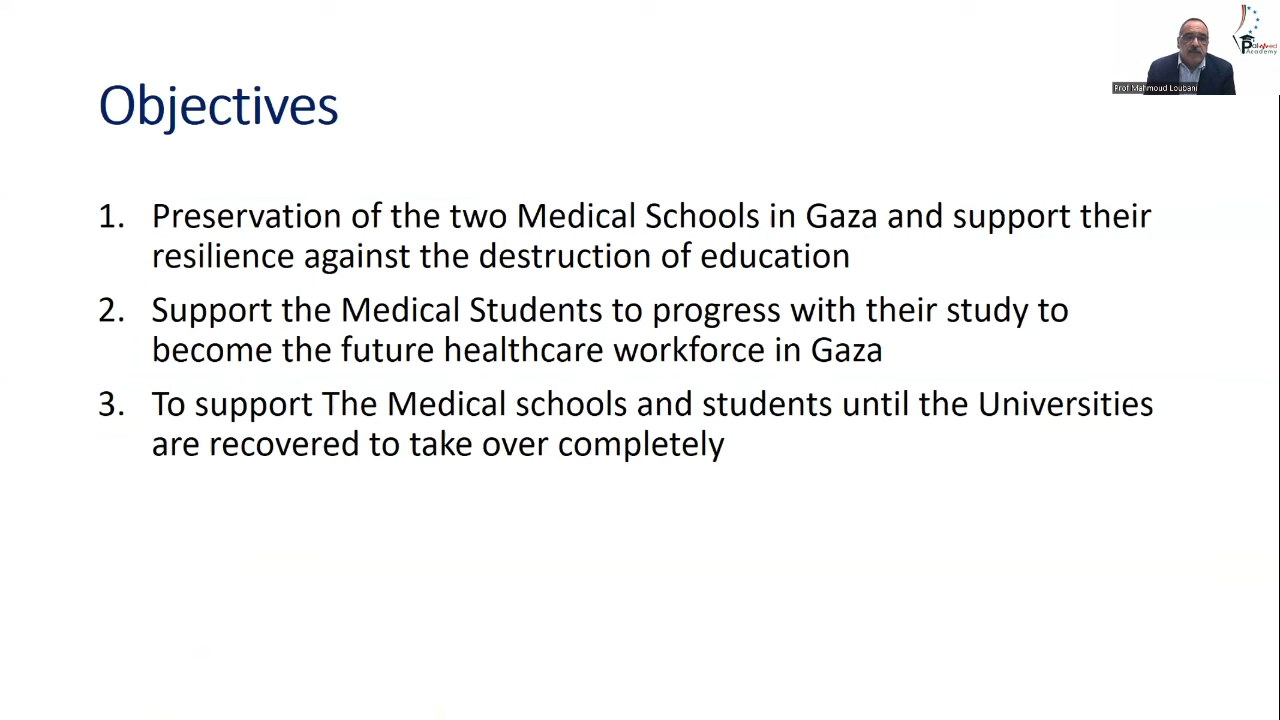 Objectives
1. Preservation of the two Medical Schools in Gaza and support their
resilience against the destruction of education
2. Support the Medical Students to progress with their study to
become the future healthcare workforce in Gaza
3. To support The Medical schools and students until the Universities
are recovered to take over completely
PalMed
Academy
Prof Mahmoud Loubani